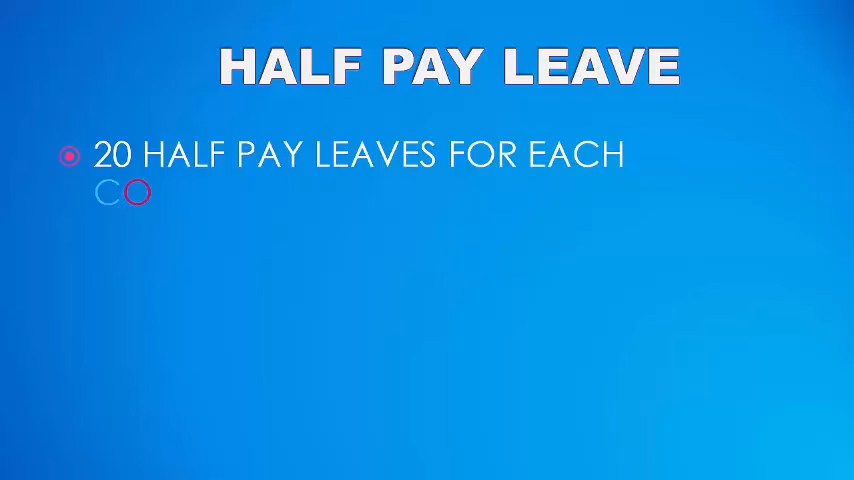 HALF PAY LEAVE
20 HALF PAY LEAVES FOR EACH
CO